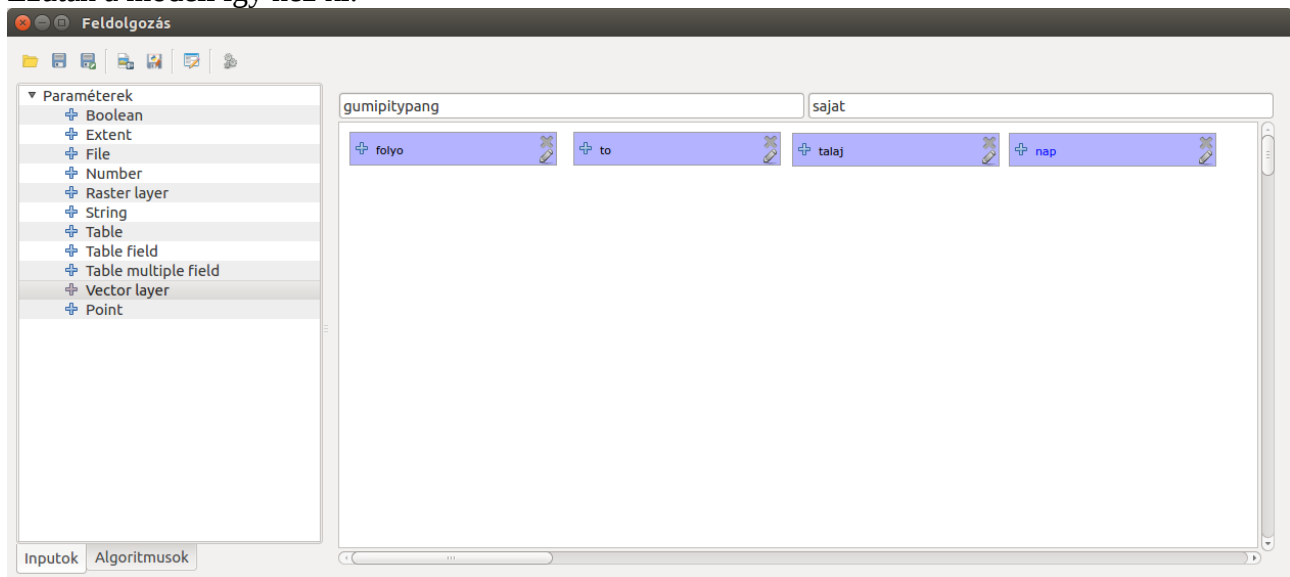 Feldolgozás
Paraméterek
Boolean
Extent
File
Number
Raster layer
String
Table
Table field
Table multiple field
Vector layer
Point
Inputok Algoritmusok
gumipitypang sajat
folyo to talaj nap